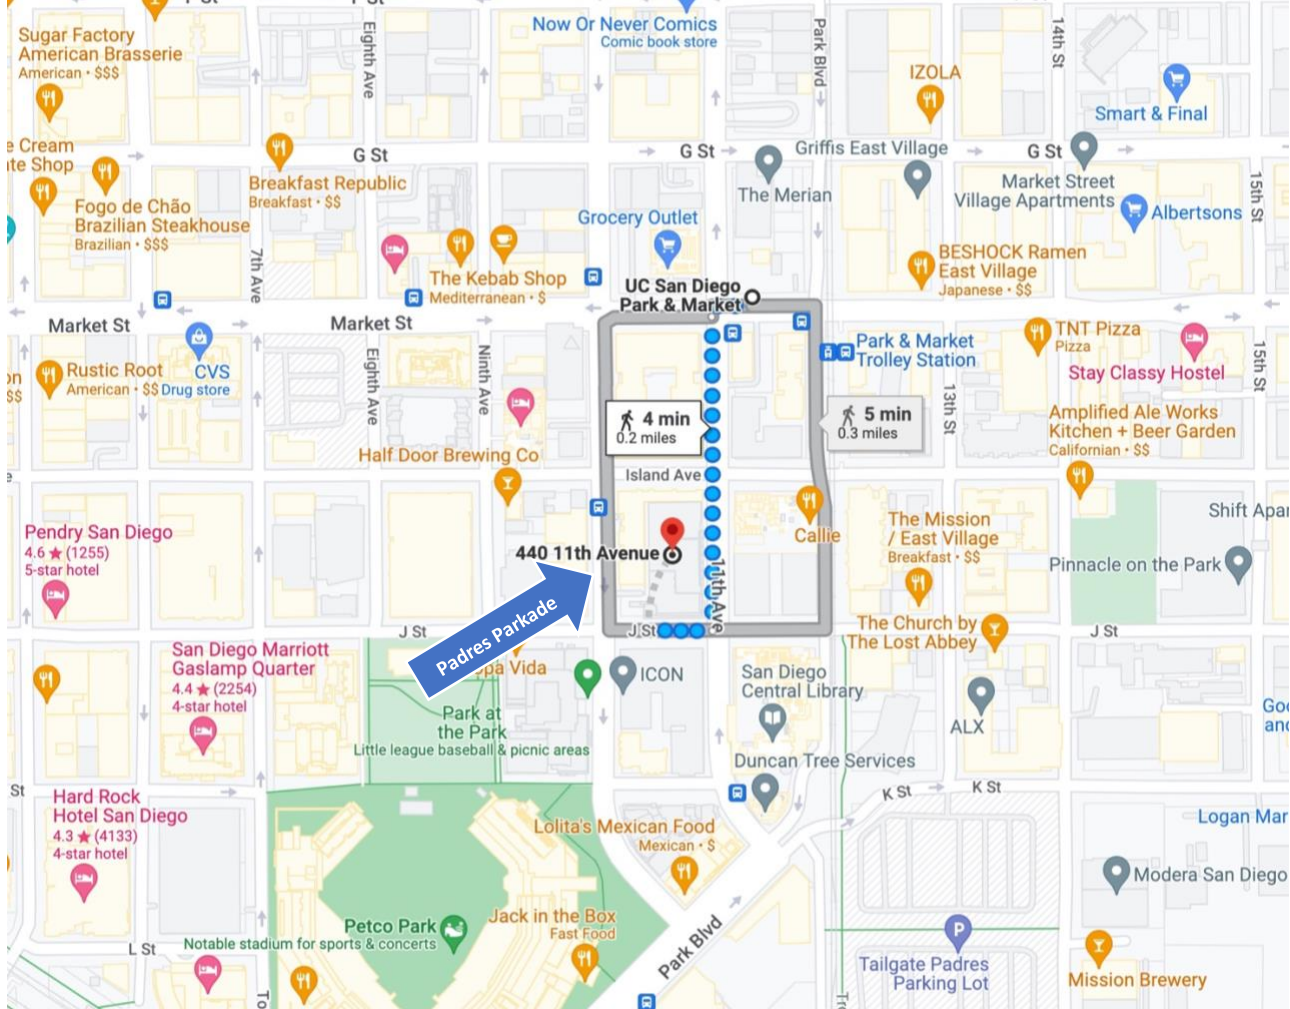 Sugar Factory
American Brasserie
American • $$$
Eighth Ave
Now Or Never Comics
Comic book store
Park Blvd
14th St
IZOLA
Smart & Final
e Cream
te Shop
G St
G St
Griffis East Village
G St
Breakfast Republic
Breakfast • $$
The Merian
Market Street
Village Apartments
15th St
Fogo de Chão
Brazilian Steakhouse
Brazilian • $$$
Grocery Outlet
Albertsons
7th Ave
The Kebab Shop
Mediterranean • $
BESHOCK Ramen
East Village
Japanese • $$
UC San Diego
Park & Market
Market St
Market St
TNT Pizza
Pizza
Park & Market
Trolley Station
Rustic Root
American • $$
CVS
Drug store
on
$$
Eighth Ave
Ninth Ave
Stay Classy Hostel
15th St
13th St
4 min
0.2 miles
5 min
0.3 miles
Amplified Ale Works
Kitchen + Beer Garden
Californian • $$
Half Door Brewing Co
Island Ave
Pendry San Diego
4.6 ★ (1255)
5-star hotel
Callie
The Mission
/ East Village
Breakfast • $$
Shift Apar
440 11th Avenue
11th Ave
Pinnacle on the Park
Padres Parkade
J St
J St
J St
The Church by
The Lost Abbey
San Diego Marriott
Gaslamp Quarter
4.4 ★ (2254)
4-star hotel
opa Vida
ICON
San Diego
Central Library
Park at
the Park
Little league baseball & picnic areas
ALX
Goo
and
Duncan Tree Services
St
K St
K St
Hard Rock
Hotel San Diego
4.3 ★ (4133)
4-star hotel
Lolita's Mexican Food
Mexican • $
Logan Mar
Modera San Diego
Petco Park
Notable stadium for sports & concerts
Jack in the Box
Fast Food
Park Blvd
L St
P
Tailgate Padres
Parking Lot
Mission Brewery
To
Tr